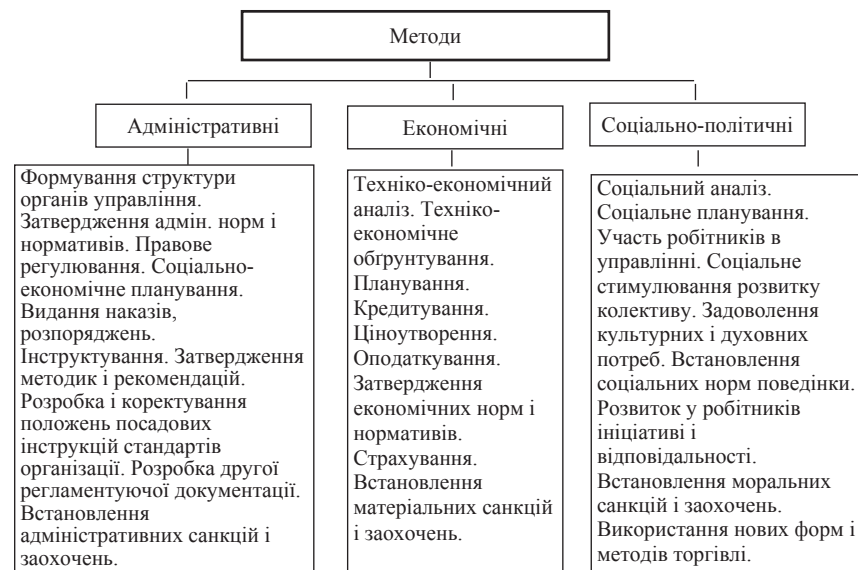 Методи
Адміністративні
Економічні
Соціально-політичні
Формування структури
органів управління.
Затвердження адмін. норм і
нормативів. Правове
регулювання. Соціально-
економічне планування.
Видання наказів,
розпоряджень.
Інструктування. Затвердження
методик і рекомендацій.
Розробка і коректування
положень посадових
інструкцій стандартів
організації. Розробка другої
регламентуючої документації.
Встановлення
адміністративних санкцій і
заохочень.
Техніко-економічний
аналіз. Техніко-
економічне
обґрунтування.
Планування.
Кредитування.
Ціноутворення.
Оподаткування.
Затвердження
економічних норм і
нормативів.
Страхування.
Встановлення
матеріальних санкцій
і заохочень.
Соціальний аналіз.
Соціальне планування.
Участь робітників в
управлінні. Соціальне
стимулювання розвитку
колективу. Задоволення
культурних і духовних
потреб. Встановлення
соціальних норм поведінки.
Розвиток у робітників
ініціативі і
відповідальності.
Встановлення моральних
санкцій і заохочень.
Використання нових форм і
методів торгівлі.